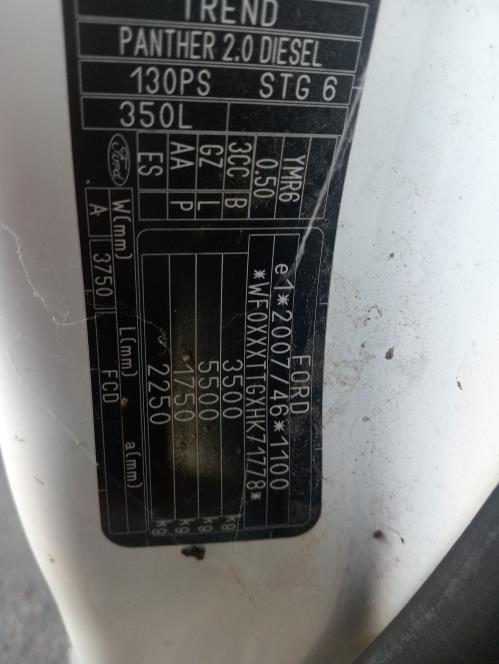 TREND
PANTHER 2.0 DIESEL
130PS STG 6
350L
YMR6
0.50
3CC B
GZ L
AA P
ES
Ford
FORD
e1*2007/46*1100
*WF0XXXTTGXHK71778*
3500 kg
5500 kg
1750 kg
2250 kg
W(mm) L(mm) a(mm)
A 3750 FCD